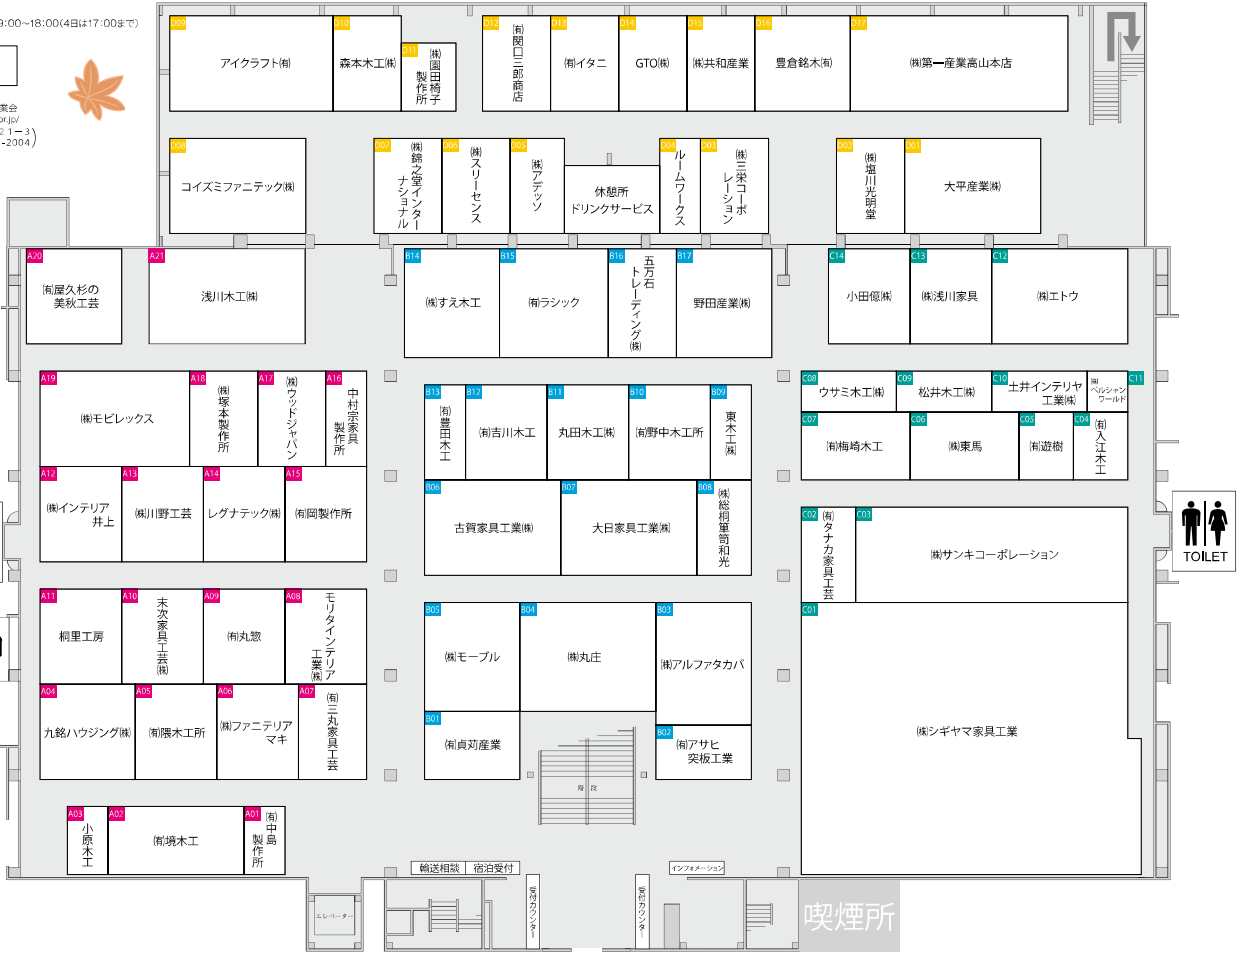 9:00~18:00(4日は17:00まで)
業会
or.jp/
21-3
-2004)
D09
アイクラフト㈲
D10
森本木工㈱
D11
㈱園田椅子
製作所
D12
㈲関口三郎商店
D13
㈲イタニ
D14
GTO㈱
D15
㈱共和産業
D16
豊倉銘木㈲
D17
㈱第一産業高山本店
D08
コイズミファニテック㈱
D07
㈱錦之堂インター
ナショナル
D06
㈱スリーセンス
D05
㈱アデッソ
休憩所
ドリンクサービス
D04
ルームワークス
D03
㈱三栄コーポ
レーション
D02
㈱塩川光明堂
D01
大平産業㈱
A20
㈲屋久杉の
美秋工芸
A21
浅川木工㈱
B14
㈱すえ木工
B15
㈲ラシック
B16
五万石
トレーディング㈱
B17
野田産業㈱
C14
小田億㈱
C13
㈱浅川家具
C12
㈱エトウ
A19
㈱モビレックス
A18
㈱塚本製作所
A17
㈱ウッドジャパン
A16
中村宗家具
製作所
B13
㈲豊田木工
B12
㈲吉川木工
B11
丸田木工㈱
B10
㈲野中木工所
B09
東木工㈱
C08
ウサミ木工㈱
C09
松井木工㈱
C10
土井インテリヤ
工業㈱
C11
㈱
ペルシャン
ワールド
C07
㈲梅崎木工
C06
㈱東馬
C05
㈲遊樹
C04
㈲入江木工
A12
㈱インテリア
井上
A13
㈱川野工芸
A14
レグナテック㈱
A15
㈲岡製作所
B06
古賀家具工業㈱
B07
大日家具工業㈱
B08
㈱総桐箪笥和光
C02
㈲タナカ家具工芸
C03
㈱サンキコーポレーション
TOILET
A11
桐里工房
A10
末次家具工芸㈱
A09
㈲丸惣
A08
モリタインテリア
工業㈱
B05
㈱モーブル
B04
㈱丸庄
B03
㈱アルファタカバ
C01
㈱シギヤマ家具工業
A04
九銘ハウジング㈱
A05
㈲隈木工所
A06
㈱ファニテリア
マキ
A07
㈲三丸家具工芸
B01
㈲貞苅産業
B02
㈲アサヒ
突板工業
階段
A03
小原木工
A02
㈲境木工
A01
㈲中島
製作所
輸送相談
宿泊受付
インフォメーション
エレベーター
受付カウンター
受付カウンター
喫煙所